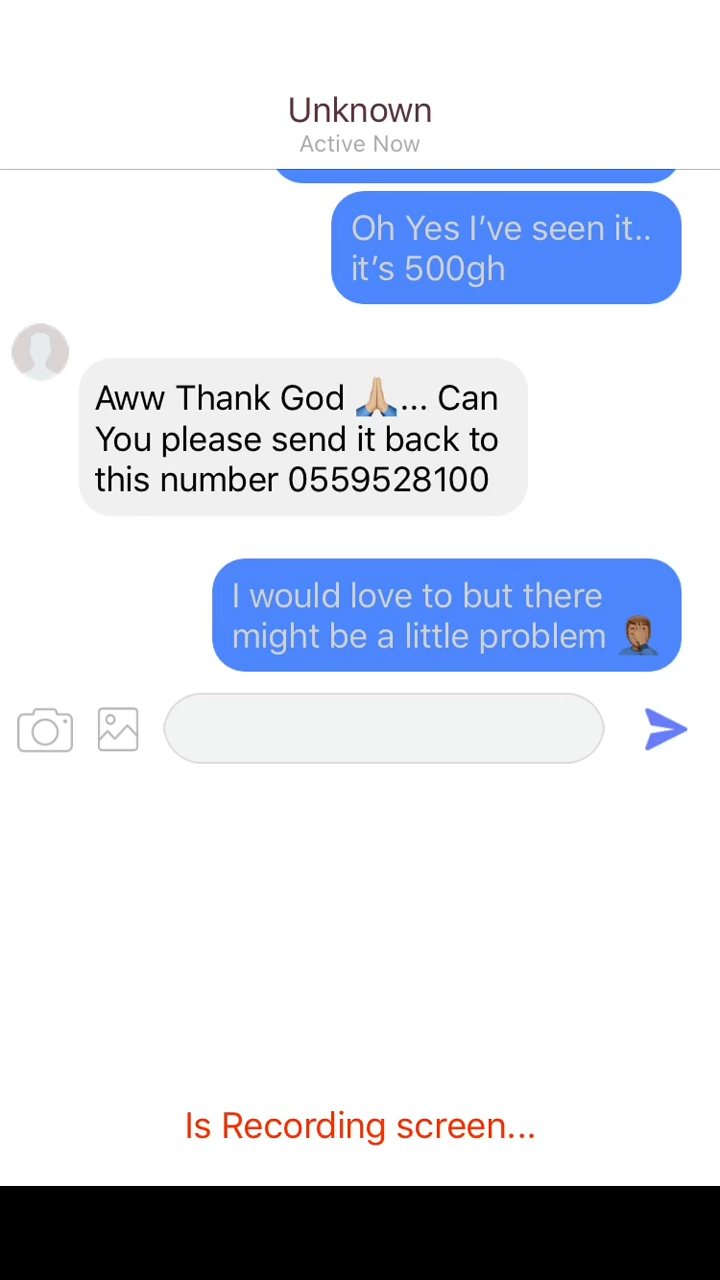 Unknown
Active Now
Oh Yes I’ve seen it..
it’s 500gh
Aww Thank God 🙏🏼... Can
You please send it back to
this number 0559528100
I would love to but there
might be a little problem 🤦🏽‍♂️
Is Recording screen...